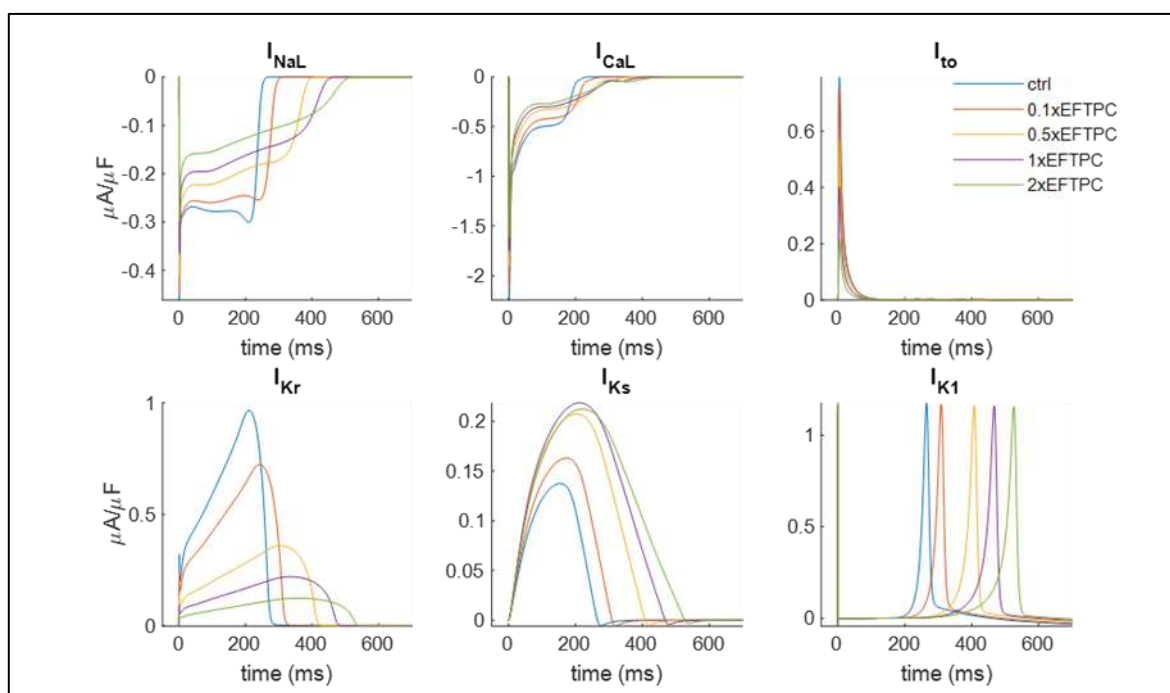 I_NaL
I_CaL
I_to
0
-0.1
-0.2
-0.3
-0.4
μA/μF
0 200 400 600
time (ms)
0
-0.5
-1
-1.5
-2
0 200 400 600
time (ms)
0.6
0.4
0.2
0
0 200 400 600
time (ms)
ctrl
0.1xEFTPC
0.5xEFTPC
1xEFTPC
2xEFTPC
I_Kr
I_Ks
I_K1
1
0.5
0
μA/μF
0 200 400 600
time (ms)
0.2
0.15
0.1
0.05
0
0 200 400 600
time (ms)
1
0.5
0
0 200 400 600
time (ms)